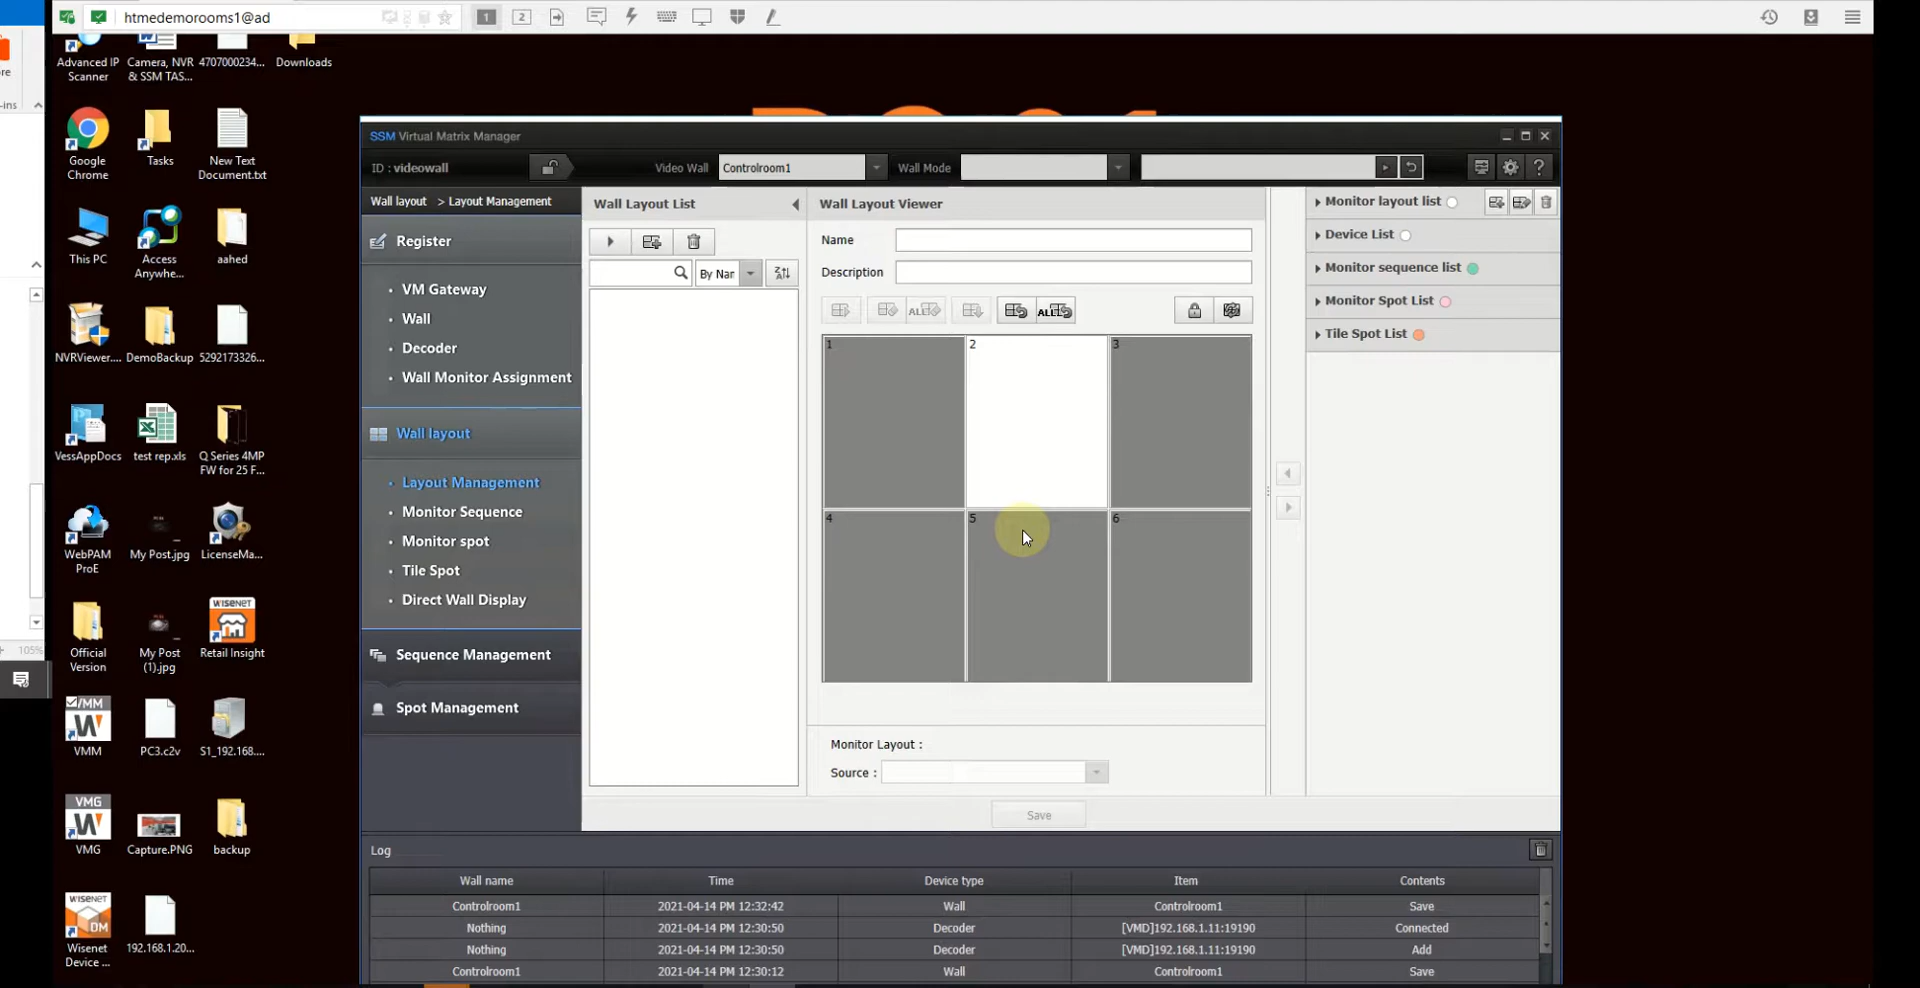 htmedemorooms1@ad
1
2
ore
-ins
105%
Advanced IP Scanner
Camera, NVR & SSM TAS...
4707000234...
Downloads
Google Chrome
Tasks
New Text Document.txt
This PC
Access Anywhe...
aahed
NVRViewer....
DemoBackup
5292173326...
VessAppDocs
test rep.xls
Q Series 4MP FW for 25 F...
WebPAM ProE
My Post.jpg
LicenseMa...
Official Version
My Post (1).jpg
WISENET
Retail Insight
VMM
PC3.c2v
S1_192.168....
VMG
VMG
Capture.PNG
backup
WISENET
DM
Wisenet Device ...
192.168.1.20...
SSM Virtual Matrix Manager
ID : videowall
Video Wall
Controlroom1
Wall Mode
Wall layout > Layout Management
Register
• VM Gateway
• Wall
• Decoder
• Wall Monitor Assignment
Wall layout
• Layout Management
• Monitor Sequence
• Monitor spot
• Tile Spot
• Direct Wall Display
Sequence Management
Spot Management
Wall Layout List
By Nar
Wall Layout Viewer
Name
Description
ALL
ALL
1
2
3
4
5
6
Monitor Layout :
Source :
Save
Monitor layout list
Device List
Monitor sequence list
Monitor Spot List
Tile Spot List
Log
Wall name Time Device type Item Contents
Controlroom1 2021-04-14 PM 12:32:42 Wall Controlroom1 Save
Nothing 2021-04-14 PM 12:30:50 Decoder [VMD]192.168.1.11:19190 Connected
Nothing 2021-04-14 PM 12:30:50 Decoder [VMD]192.168.1.11:19190 Add
Controlroom1 2021-04-14 PM 12:30:12 Wall Controlroom1 Save